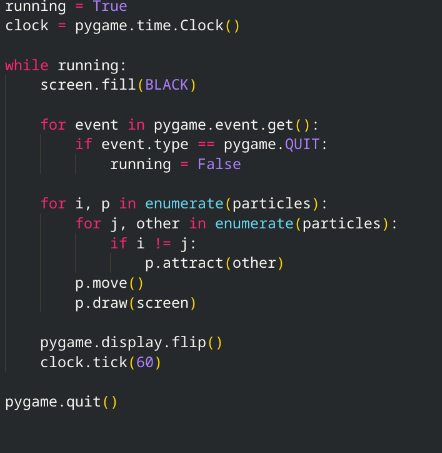 running = True
clock = pygame.time.Clock()
while running:
    screen.fill(BLACK)
    for event in pygame.event.get():
        if event.type == pygame.QUIT:
            running = False
    for i, p in enumerate(particles):
        for j, other in enumerate(particles):
            if i != j:
                p.attract(other)
        p.move()
        p.draw(screen)
    pygame.display.flip()
    clock.tick(60)
pygame.quit()